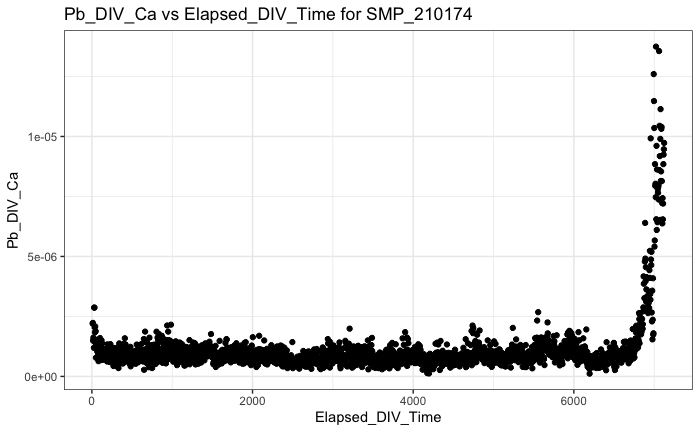 Pb_DIV_Ca vs Elapsed_DIV_Time for SMP_210174
1e-05
5e-06
0e+00
Pb_DIV_Ca
0 2000 4000 6000
Elapsed_DIV_Time